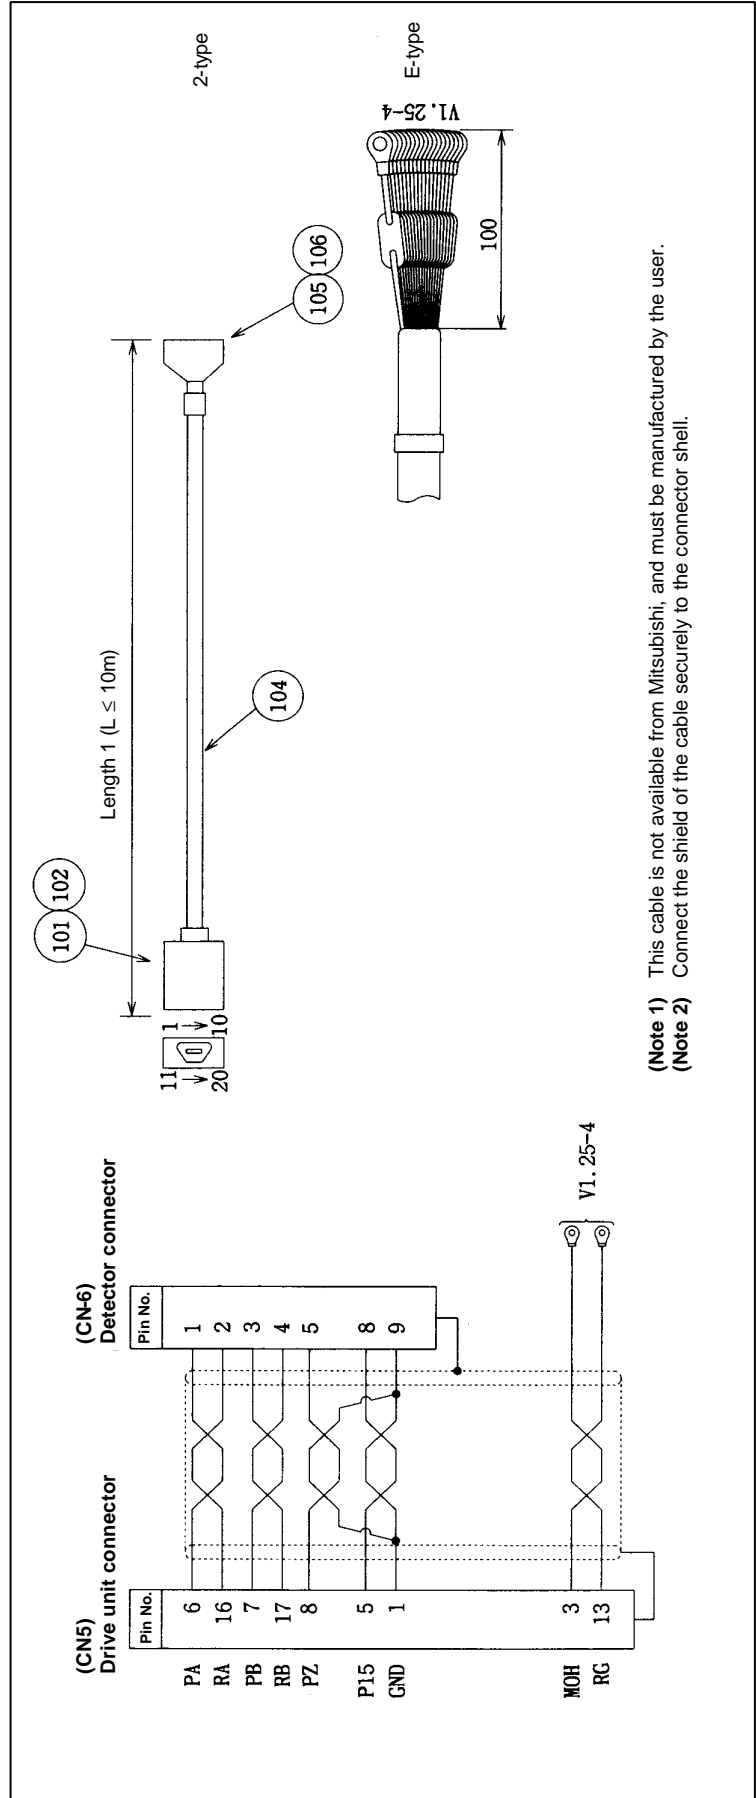 (CN5)
Drive unit connector
(CN-6)
Detector connector
Pin No.
Pin No.
PA 6 1
RA 16 2
PB 7 3
RB 17 4
PZ 8 5
P15 5 8
GND 1 9
MOH 3
RG 13
V1.25-4
11 → 20
1 → 10
101 102
Length 1 (L ≤ 10m)
104
105 106
2-type
E-type
V1.25-4
100
(Note 1) This cable is not available from Mitsubishi, and must be manufactured by the user.
(Note 2) Connect the shield of the cable securely to the connector shell.